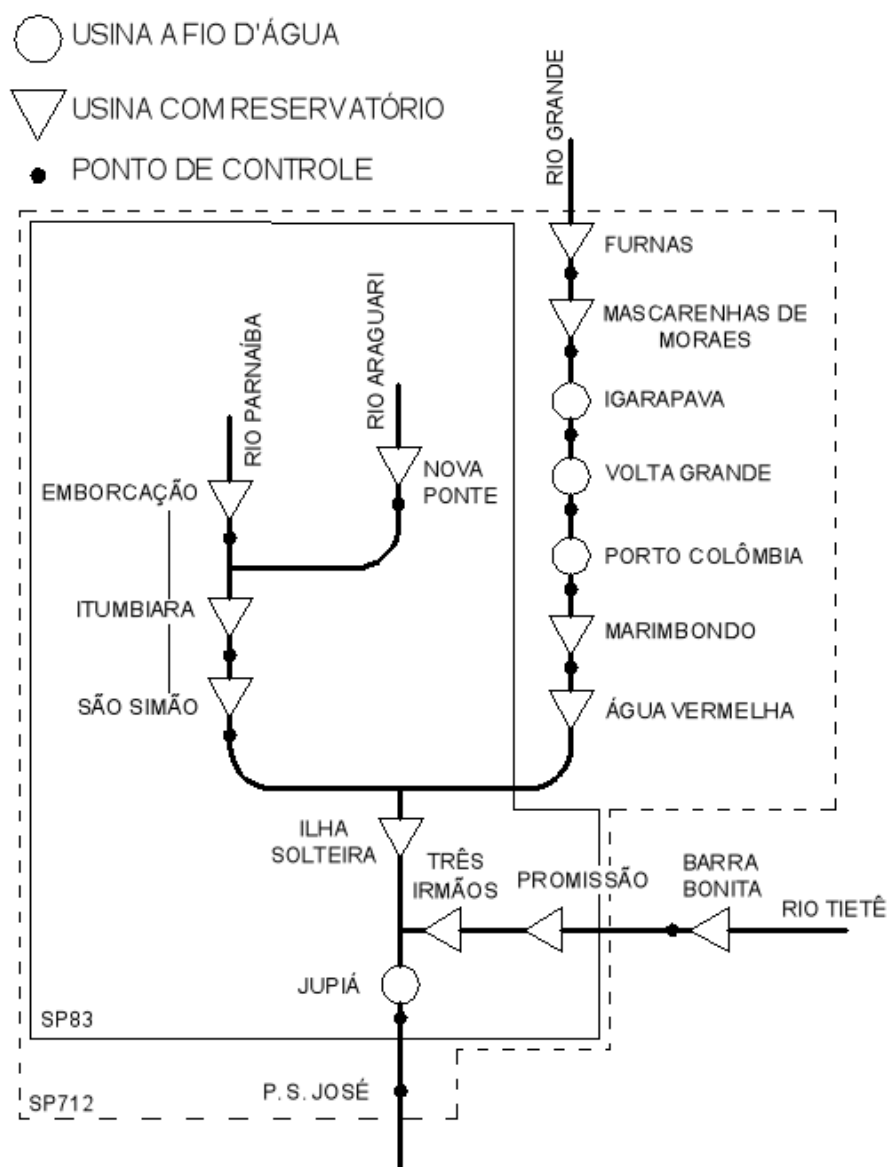 USINA A FIO D'ÁGUA
USINA COM RESERVATÓRIO
PONTO DE CONTROLE
RIO GRANDE
FURNAS
MASCARENHAS DE
MORAES
RIO PARNAÍBA
RIO ARAGUARI
IGARAPAVA
EMBORCAÇÃO
NOVA
PONTE
VOLTA GRANDE
PORTO COLÔMBIA
ITUMBIARA
MARIMBONDO
SÃO SIMÃO
ÁGUA VERMELHA
ILHA
SOLTEIRA
TRÊS
IRMÃOS
PROMISSÃO
BARRA
BONITA
RIO TIETÊ
JUPIÁ
SP83
P. S. JOSÉ
SP712